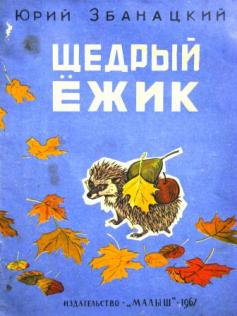 ЮРИЙ ЗБАНАЦКИЙ
ЩЕДРЫЙ
ЁЖИК
ИЗДАТЕЛЬСТВО - „МАЛЫШ" - 1967